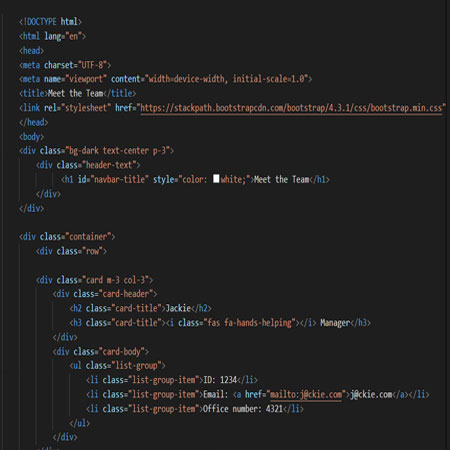 <!DOCTYPE html>
<html lang="en">
<head>
<meta charset="UTF-8">
<meta name="viewport" content="width=device-width, initial-scale=1.0">
<title>Meet the Team</title>
<link rel="stylesheet" href="https://stackpath.bootstrapcdn.com/bootstrap/4.3.1/css/bootstrap.min.css"
</head>
<body>
<div class="bg-dark text-center p-3">
<div class="header-text">
<h1 id="navbar-title" style="color: white;">Meet the Team</h1>
</div>
</div>
<div class="container">
<div class="row">
<div class="card m-3 col-3">
<div class="card-header">
<h2 class="card-title">Jackie</h2>
<h3 class="card-title"><i class="fas fa-hands-helping"></i> Manager</h3>
</div>
<div class="card-body">
<ul class="list-group">
<li class="list-group-item">ID: 1234</li>
<li class="list-group-item">Email: <a href="mailto:j@ckie.com">j@ckie.com</a></li>
<li class="list-group-item">Office number: 4321</li>
</ul>
</div>